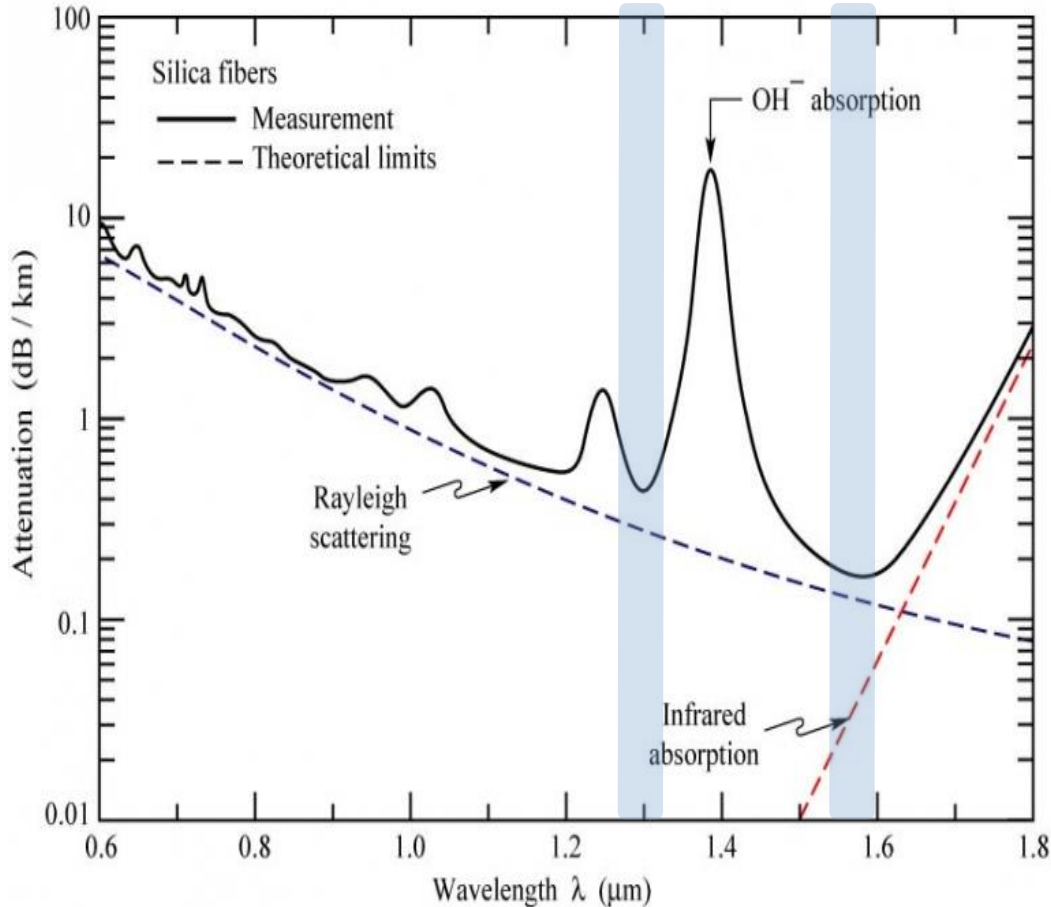 100
10
1
0.1
0.01
Attenuation (dB / km)
Silica fibers
Measurement
Theoretical limits
OH⁻ absorption
Rayleigh
scattering
Infrared
absorption
0.6 0.8 1.0 1.2 1.4 1.6 1.8
Wavelength λ (μm)